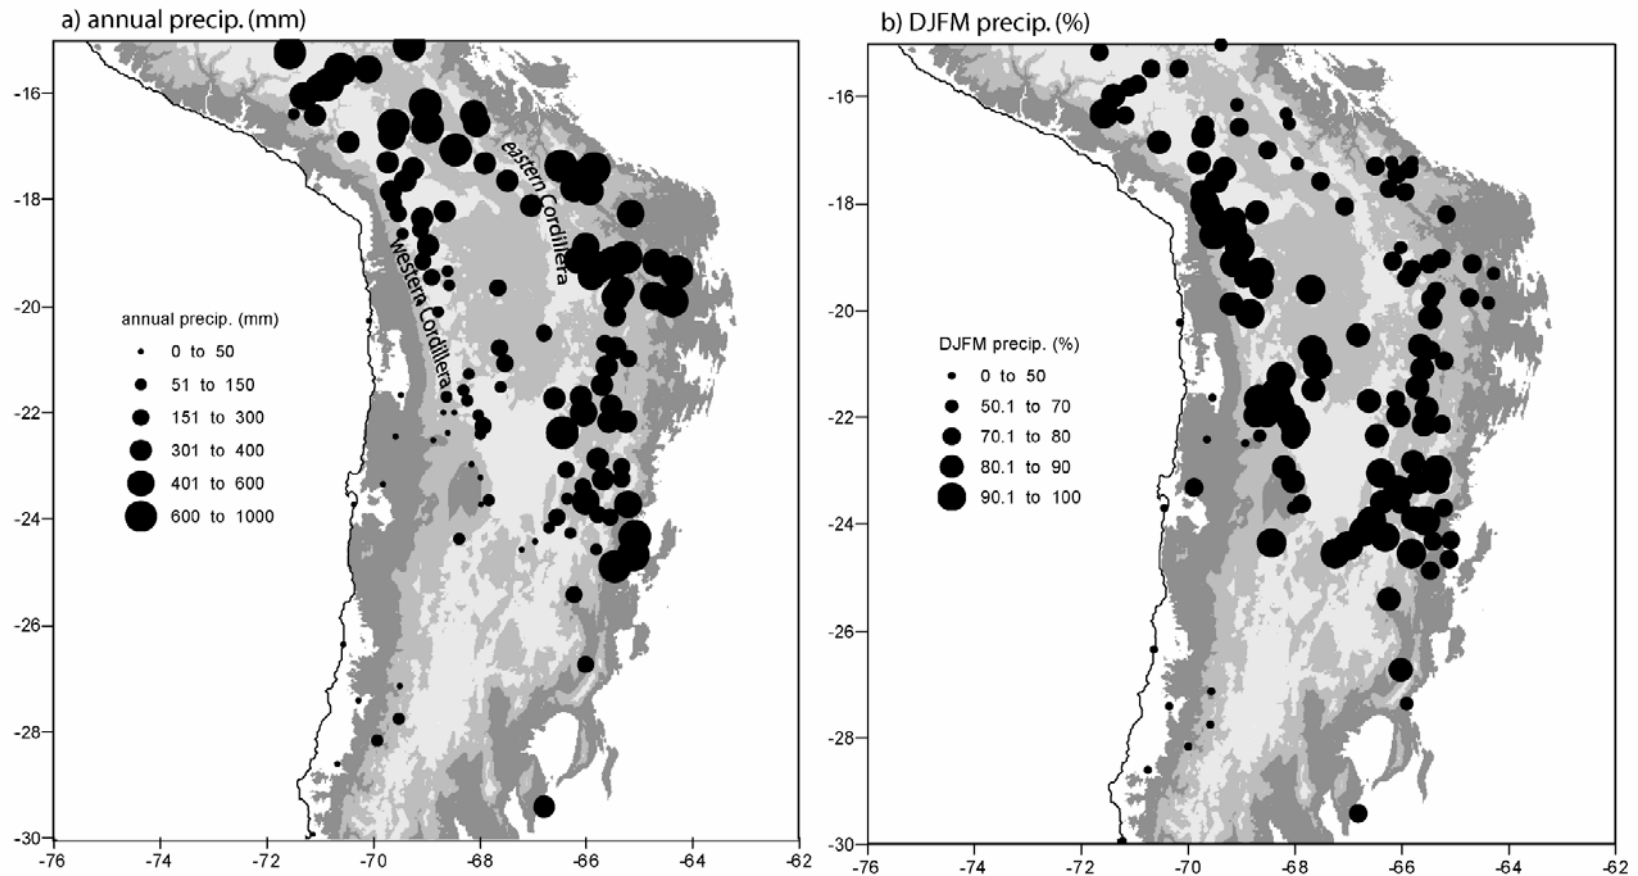 a) annual precip. (mm)
-16
-18
-20
-22
-24
-26
-28
-30
-76
-74
-72
-70
-68
-66
-64
-62
eastern Cordillera
western Cordillera
annual precip. (mm)
0 to 50
51 to 150
151 to 300
301 to 400
401 to 600
600 to 1000
b) DJFM precip. (%)
-16
-18
-20
-22
-24
-26
-28
-30
-76
-74
-72
-70
-68
-66
-64
-62
DJFM precip. (%)
0 to 50
50.1 to 70
70.1 to 80
80.1 to 90
90.1 to 100